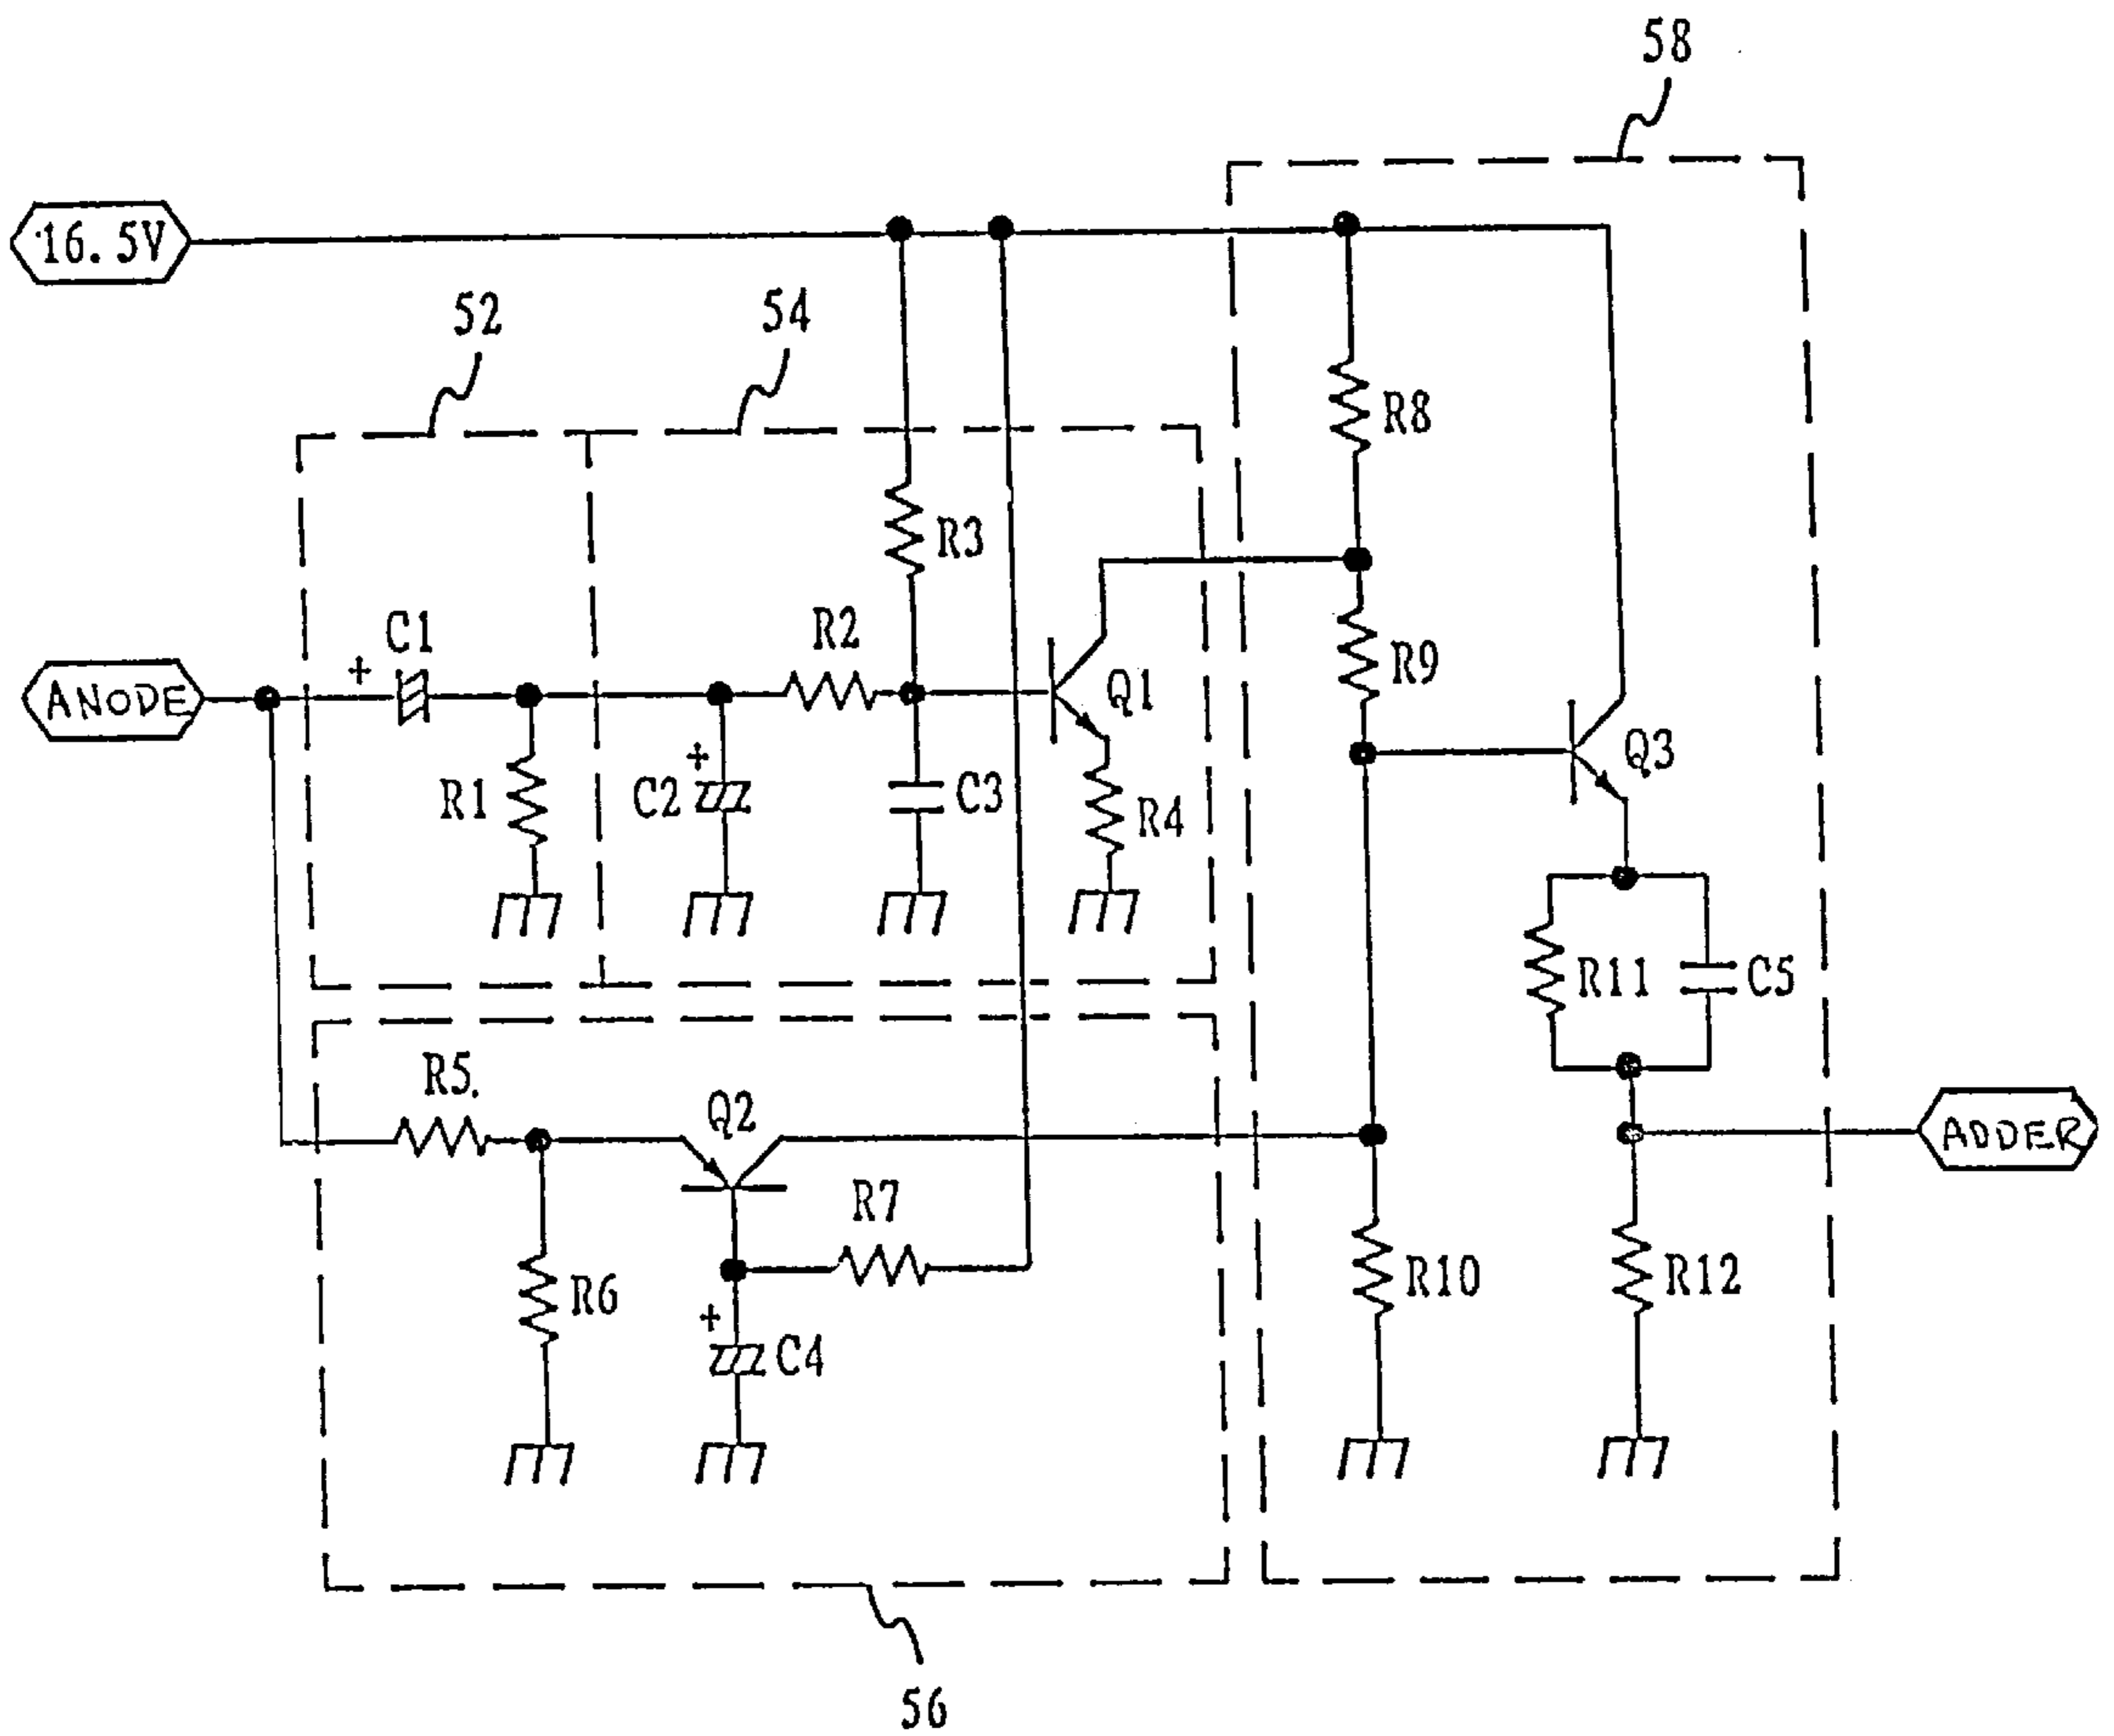 58
16.5V
52
54
R8
R3
C1
+
R2
R9
ANODE
Q1
Q3
R1
+
C2
C3
R4
R11
C5
R5.
Q2
ADDER
R7
R6
R10
R12
+
C4
56